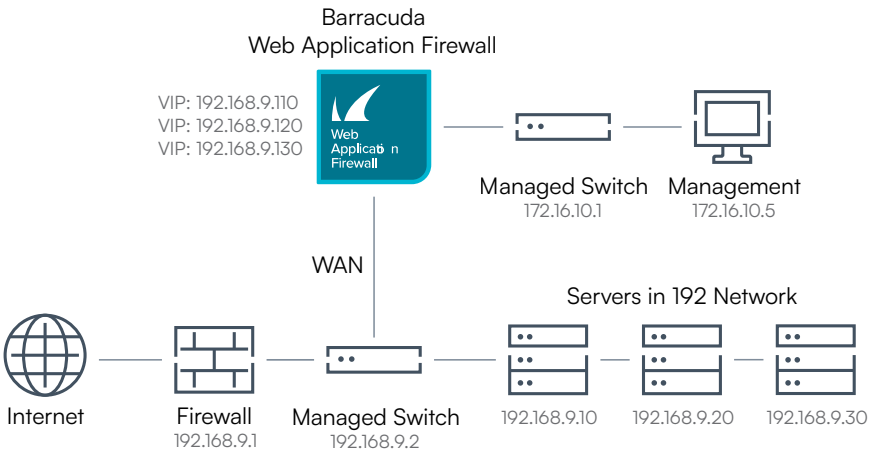 Barracuda
Web Application Firewall
VIP: 192.168.9.110
VIP: 192.168.9.120
VIP: 192.168.9.130
Web
Applicatio n
Firewall
Managed Switch
172.16.10.1
Management
172.16.10.5
WAN
Servers in 192 Network
Internet
Firewall
192.168.9.1
Managed Switch
192.168.9.2
192.168.9.10
192.168.9.20
192.168.9.30